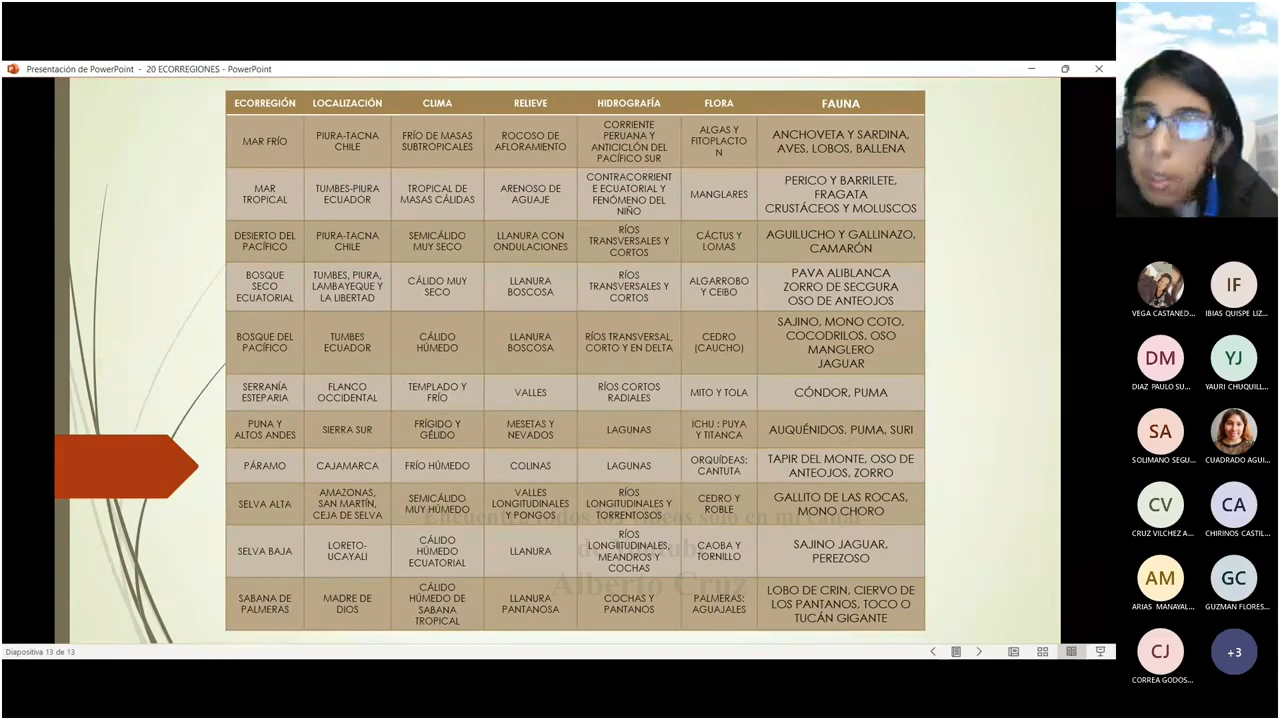 Presentación de PowerPoint - 20 ECORREGIONES - PowerPoint
ECORREGIÓN LOCALIZACIÓN CLIMA RELIEVE HIDROGRAFÍA FLORA FAUNA
MAR FRÍO
PIURA-TACNA
CHILE
FRÍO DE MASAS
SUBTROPICALES
ROCOSO DE
AFLORAMIENTO
CORRIENTE
PERUANA Y
ANTICICLÓN DEL
PACÍFICO SUR
ALGAS Y
FITOPLACTO
N
ANCHOVETA Y SARDINA,
AVES, LOBOS, BALLENA
MAR
TROPICAL
TUMBES-PIURA
ECUADOR
TROPICAL DE
MASAS CÁLIDAS
ARENOSO DE
AGUAJE
CONTRACORRIENT
E ECUATORIAL Y
FENÓMENO DEL
NIÑO
MANGLARES
PERICO Y BARRILETE,
FRAGATA
CRUSTÁCEOS Y MOLUSCOS
DESIERTO DEL
PACÍFICO
PIURA-TACNA
CHILE
SEMICÁLIDO
MUY SECO
LLANURA CON
ONDULACIONES
RÍOS
TRANSVERSALES Y
CORTOS
CÁCTUS Y
LOMAS
AGUILUCHO Y GALLINAZO,
CAMARÓN
BOSQUE
SECO
ECUATORIAL
TUMBES, PIURA,
LAMBAYEQUE Y
LA LIBERTAD
CÁLIDO MUY
SECO
LLANURA
BOSCOSA
RÍOS
TRANSVERSALES Y
CORTOS
ALGARROBO
Y CEIBO
PAVA ALIBLANCA
ZORRO DE SECGURA
OSO DE ANTEOJOS
BOSQUE DEL
PACÍFICO
TUMBES
ECUADOR
CÁLIDO
HÚMEDO
LLANURA
BOSCOSA
RÍOS TRANSVERSAL,
CORTO Y EN DELTA
CEDRO
(CAUCHO)
SAJINO, MONO COTO,
COCODRILOS, OSO
MANGLERO
JAGUAR
SERRANÍA
ESTEPARIA
FLANCO
OCCIDENTAL
TEMPLADO Y
FRÍO
VALLES
RÍOS CORTOS
RADIALES
MITO Y TOLA
CÓNDOR, PUMA
PUNA Y
ALTOS ANDES
SIERRA SUR
FRÍGIDO Y
GÉLIDO
MESETAS Y
NEVADOS
LAGUNAS
ICHU : PUYA
Y TITANCA
AUQUÉNIDOS, PUMA, SURI
PÁRAMO
CAJAMARCA
FRÍO HÚMEDO
COLINAS
LAGUNAS
ORQUÍDEAS:
CANTUTA
TAPIR DEL MONTE, OSO DE
ANTEOJOS, ZORRO
SELVA ALTA
AMAZONAS,
SAN MARTÍN,
CEJA DE SELVA
SEMICÁLIDO
MUY HÚMEDO
VALLES
LONGITUDINALES
Y PONGOS
RÍOS
LONGITUDINALES Y
TORRENTOSOS
CEDRO Y
ROBLE
GALLITO DE LAS ROCAS,
MONO CHORO
SELVA BAJA
LORETO-
UCAYALI
CÁLIDO
HÚMEDO
ECUATORIAL
LLANURA
RÍOS
LONGITUDINALES,
MEANDROS Y
COCHAS
CAOBA Y
TORNILLO
SAJINO JAGUAR,
PEREZOSO
SABANA DE
PALMERAS
MADRE DE
DIOS
CÁLIDO
HÚMEDO DE
SABANA
TROPICAL
LLANURA
PANTANOSA
COCHAS Y
PANTANOS
PALMERAS:
AGUAJALES
LOBO DE CRIN, CIERVO DE
LOS PANTANOS, TOCO O
TUCÁN GIGANTE
Alberto Cruz
Diapositiva 13 de 13
VEGA CASTANED...
IF
IBIAS QUISPE LIZ...
DM
DIAZ PAULO SU...
YJ
YAURI CHUQUILL...
SA
SOLIMANO SEGU...
CUADRADO AGUI...
CV
CRUZ VILCHEZ A...
CA
CHIRINOS CASTIL...
AM
ARIAS MANAYAL...
GC
GUZMAN FLORES...
CJ
CORREA GODOS...
+3